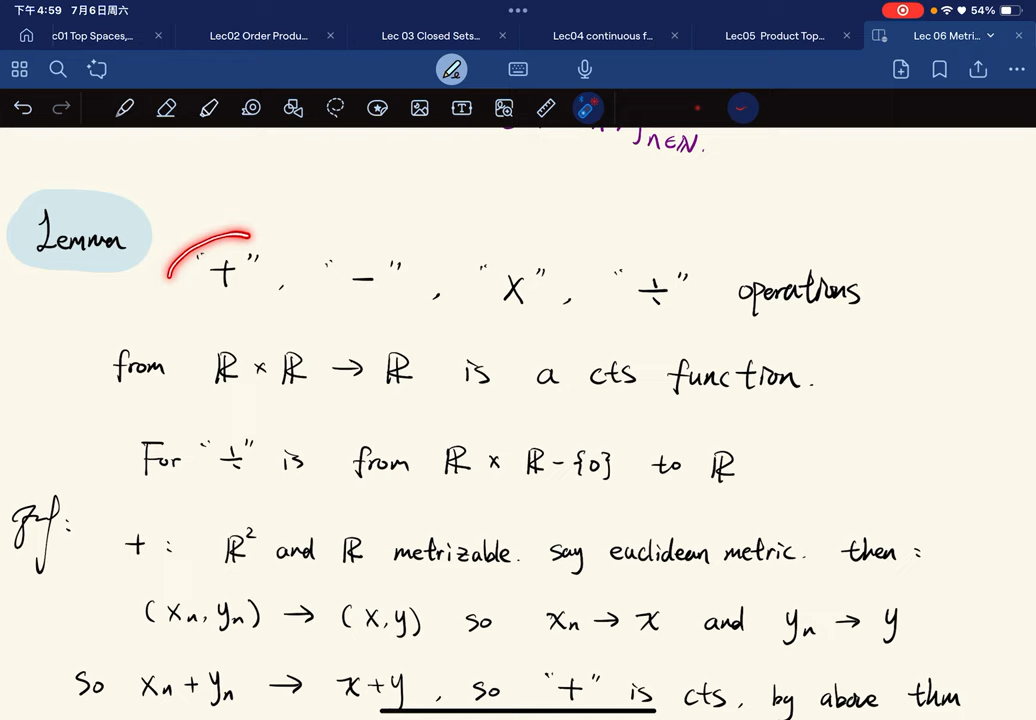 下午4:59 7月6日周六
54%
c01 Top Spaces,... Lec02 Order Produ... Lec 03 Closed Sets... Lec04 continuous f... Lec05 Product Top... Lec 06 Metri...
n∈ℕ.
Lemma
"+", "−", "×", "÷" operations
from ℝ × ℝ → ℝ is a cts function.
For "÷" is from ℝ × ℝ-{0} to ℝ
+ : ℝ² and ℝ metrizable. say euclidean metric. then :
(xn, yn) → (x, y) so xn → x and yn → y
So xn + yn → x+y, so "+" is cts, by above thm